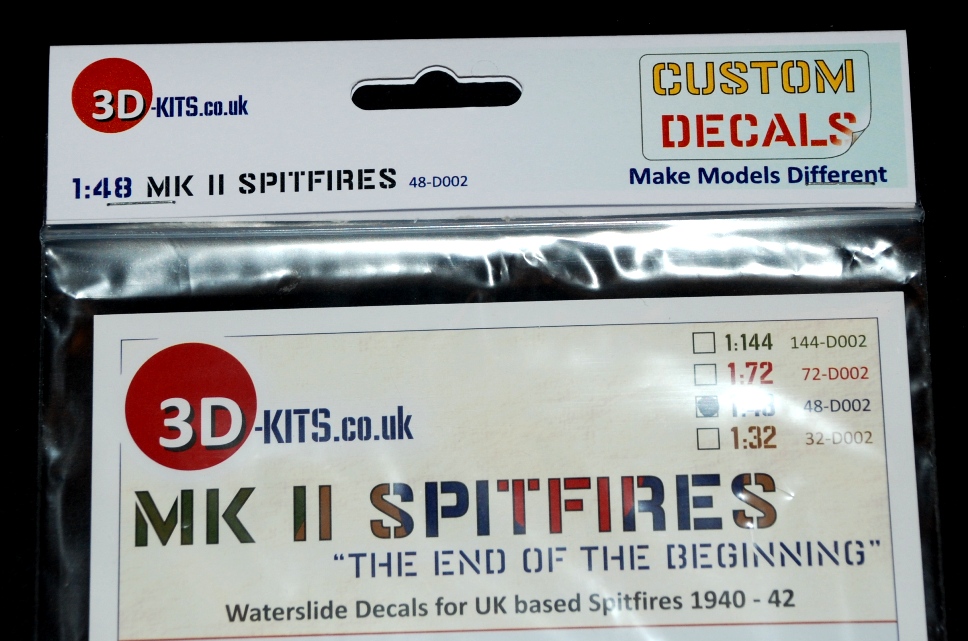 3D-KITS.co.uk
CUSTOM
DECALS
Make Models Different
1:48 MK II SPITFIRES 48-D002
1:144 144-D002
1:72 72-D002
1:48 48-D002
1:32 32-D002
3D-KITS.co.uk
MK II SPITFIRES
"THE END OF THE BEGINNING"
Waterslide Decals for UK based Spitfires 1940 - 42